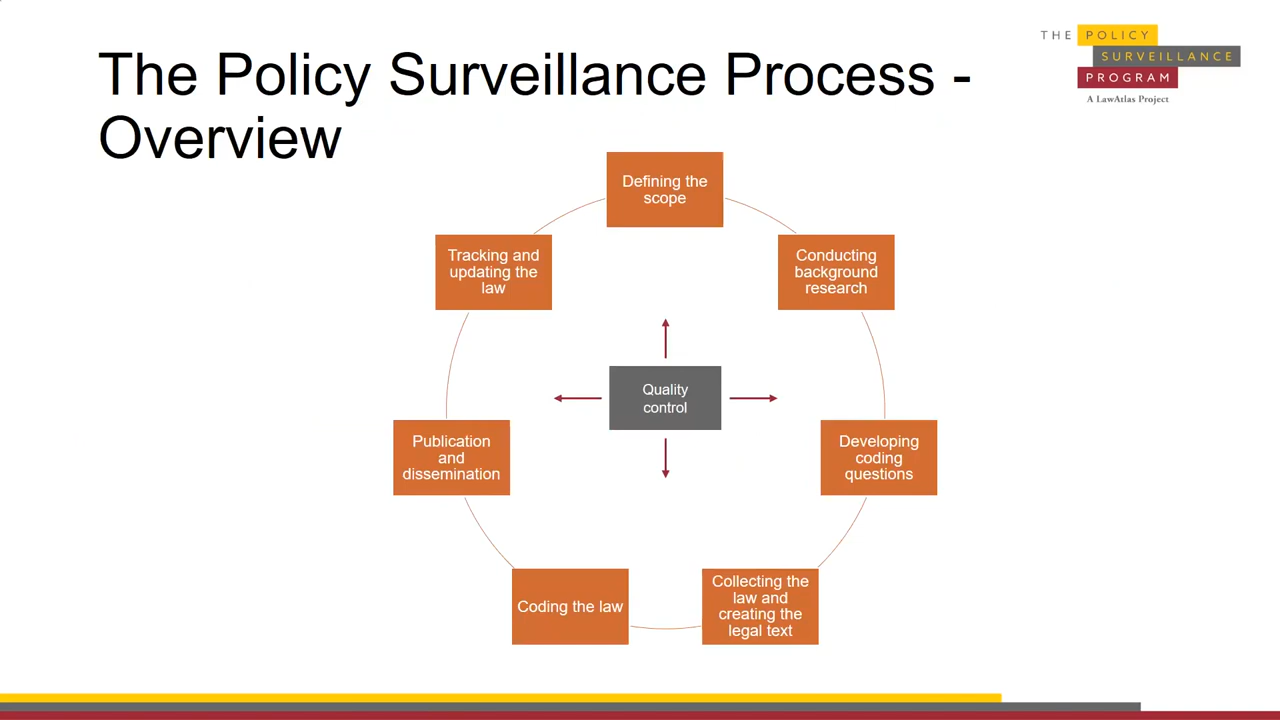 The Policy Surveillance Process -
Overview
THE POLICY
SURVEILLANCE
PROGRAM
A LawAtlas Project
Defining the
scope
Conducting
background
research
Developing
coding
questions
Collecting the
law and
creating the
legal text
Coding the law
Publication
and
dissemination
Tracking and
updating the
law
Quality
control